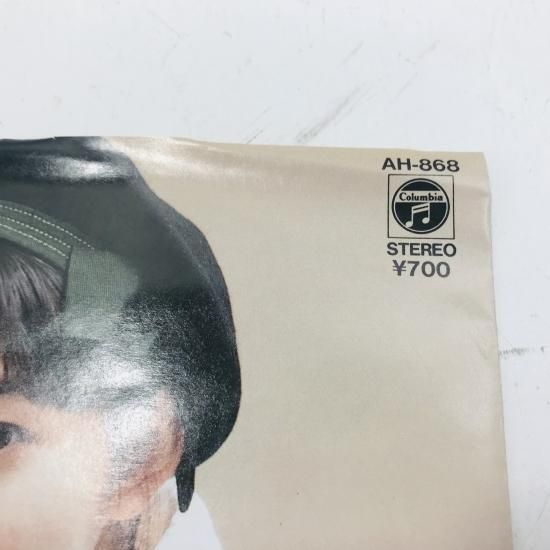 AH-868
Columbia
STEREO
¥700